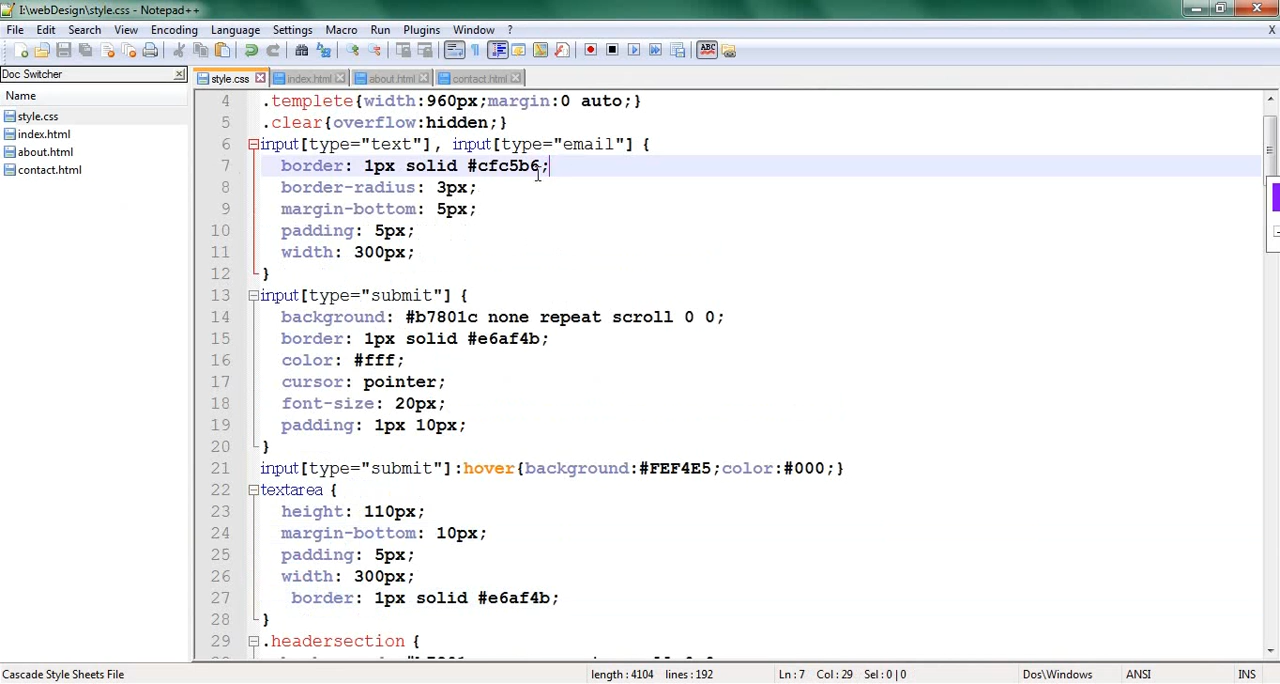 I:\webDesign\style.css - Notepad++
File Edit Search View Encoding Language Settings Macro Run Plugins Window ? X
ABC
Doc Switcher
style.css index.html about.html contact.html
Name
style.css
index.html
about.html
contact.html
4 .templete{width:960px;margin:0 auto;}
5 .clear{overflow:hidden;}
6 input[type="text"], input[type="email"] {
7 border: 1px solid #cfc5b6;
8 border-radius: 3px;
9 margin-bottom: 5px;
10 padding: 5px;
11 width: 300px;
12 }
13 input[type="submit"] {
14 background: #b7801c none repeat scroll 0 0;
15 border: 1px solid #e6af4b;
16 color: #fff;
17 cursor: pointer;
18 font-size: 20px;
19 padding: 1px 10px;
20 }
21 input[type="submit"]:hover{background:#FEF4E5;color:#000;}
22 textarea {
23 height: 110px;
24 margin-bottom: 10px;
25 padding: 5px;
26 width: 300px;
27 border: 1px solid #e6af4b;
28 }
29 .headersection {
Cascade Style Sheets File length : 4104 lines : 192 Ln : 7 Col : 29 Sel : 0 | 0 Dos\Windows ANSI INS